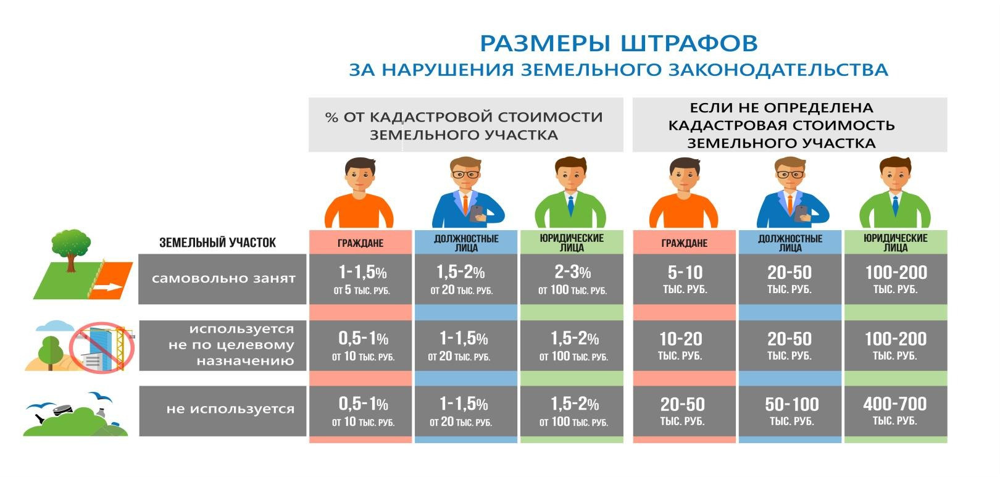 РАЗМЕРЫ ШТРАФОВ
ЗА НАРУШЕНИЯ ЗЕМЕЛЬНОГО ЗАКОНОДАТЕЛЬСТВА
% ОТ КАДАСТРОВОЙ СТОИМОСТИ
ЗЕМЕЛЬНОГО УЧАСТКА
ЕСЛИ НЕ ОПРЕДЕЛЕНА
КАДАСТРОВАЯ СТОИМОСТЬ
ЗЕМЕЛЬНОГО УЧАСТКА
ЗЕМЕЛЬНЫЙ УЧАСТОК
ГРАЖДАНЕ
ДОЛЖНОСТНЫЕ
ЛИЦА
ЮРИДИЧЕСКИЕ
ЛИЦА
ГРАЖДАНЕ
ДОЛЖНОСТНЫЕ
ЛИЦА
ЮРИДИЧЕСКИЕ
ЛИЦА
самовольно занят
1-1,5%
ОТ 5 ТЫС. РУБ.
1,5-2%
ОТ 20 ТЫС. РУБ.
2-3%
ОТ 100 ТЫС. РУБ.
5-10
ТЫС. РУБ.
20-50
ТЫС. РУБ.
100-200
ТЫС. РУБ.
используется
не по целевому
назначению
0,5-1%
ОТ 10 ТЫС. РУБ.
1-1,5%
ОТ 20 ТЫС. РУБ.
1,5-2%
ОТ 100 ТЫС. РУБ.
10-20
ТЫС. РУБ.
20-50
ТЫС. РУБ.
100-200
ТЫС. РУБ.
не используется
0,5-1%
ОТ 10 ТЫС. РУБ.
1-1,5%
ОТ 20 ТЫС. РУБ.
1,5-2%
ОТ 100 ТЫС. РУБ.
20-50
ТЫС. РУБ.
50-100
ТЫС. РУБ.
400-700
ТЫС. РУБ.